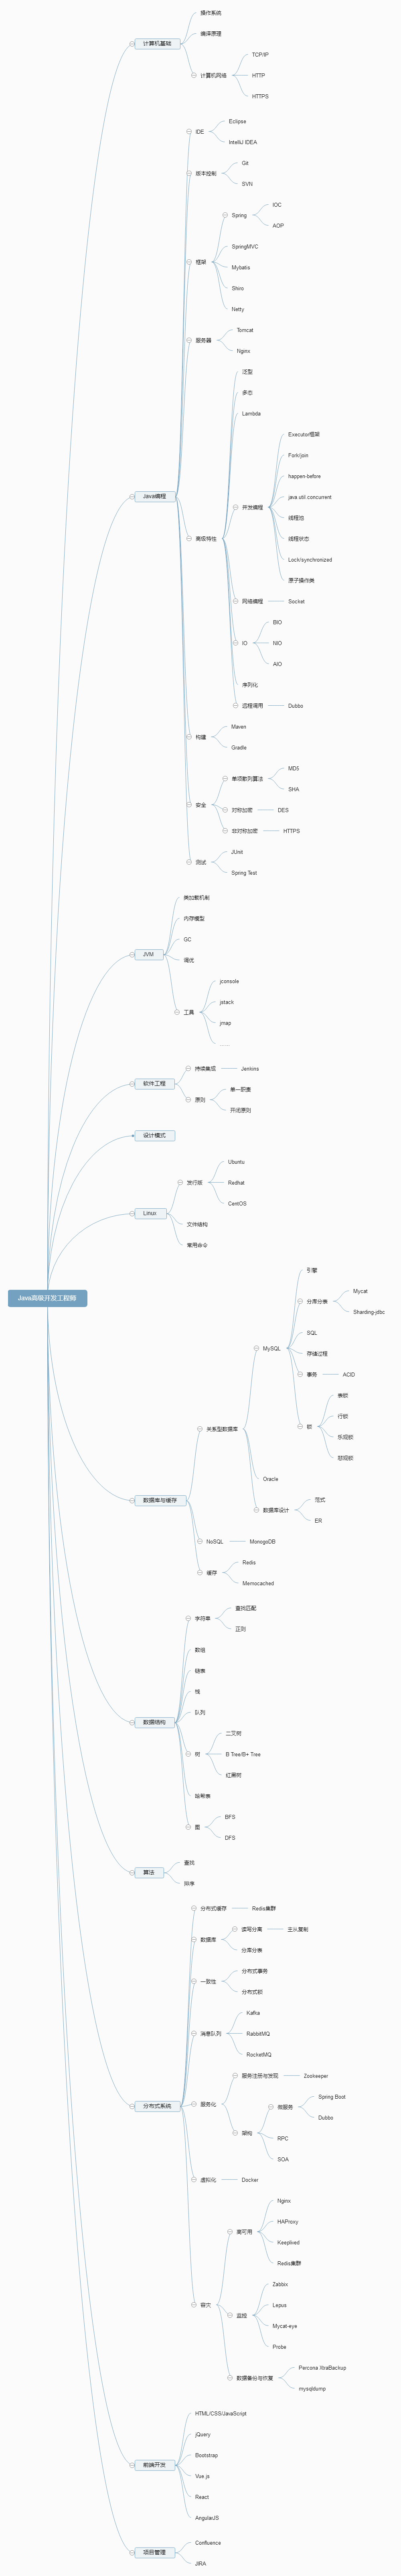 操作系统
编译原理
计算机基础
TCP/IP
计算机网络
HTTP
HTTPS
Eclipse
IDE
IntelliJ IDEA
Git
版本控制
SVN
IOC
Spring
AOP
SpringMVC
框架
Mybatis
Shiro
Netty
Tomcat
服务器
Nginx
泛型
多态
Lambda
Executor框架
Fork/join
happen-before
Java编程
java.util.concurrent
并发编程
线程池
高级特性
线程状态
Lock/synchronized
原子操作类
网络编程
Socket
BIO
IO
NIO
AIO
序列化
远程调用
Dubbo
Maven
构建
Gradle
MD5
单项散列算法
SHA
安全
对称加密
DES
非对称加密
HTTPS
JUnit
测试
Spring Test
类加载机制
内存模型
GC
JVM
调优
jconsole
jstack
工具
jmap
......
持续集成
Jenkins
软件工程
单一职责
原则
开闭原则
设计模式
Ubuntu
发行版
Redhat
CentOS
Linux
文件结构
常用命令
Java高级开发工程师
引擎
Mycat
分库分表
Sharding-jdbc
SQL
MySQL
存储过程
事务
ACID
表锁
行锁
锁
乐观锁
悲观锁
关系型数据库
Oracle
数据库与缓存
范式
数据库设计
ER
NoSQL
MonogoDB
Redis
缓存
Memocached
查找匹配
字符串
正则
数组
链表
栈
队列
数据结构
二叉树
树
B Tree/B+ Tree
红黑树
哈希表
BFS
图
DFS
查找
算法
排序
分布式缓存
Redis集群
读写分离
主从复制
数据库
分库分表
分布式事务
一致性
分布式锁
Kafka
消息队列
RabbitMQ
RocketMQ
服务注册与发现
Zookeeper
分布式系统
服务化
Spring Boot
微服务
Dubbo
架构
RPC
SOA
虚拟化
Docker
Nginx
高可用
HAProxy
Keeplived
Redis集群
容灾
Zabbix
Lepus
监控
Mycat-eye
Probe
Percona XtraBackup
数据备份与恢复
mysqldump
HTML/CSS/JavaScript
jQuery
Bootstrap
前端开发
Vue.js
React
AngularJS
Confluence
项目管理
JIRA